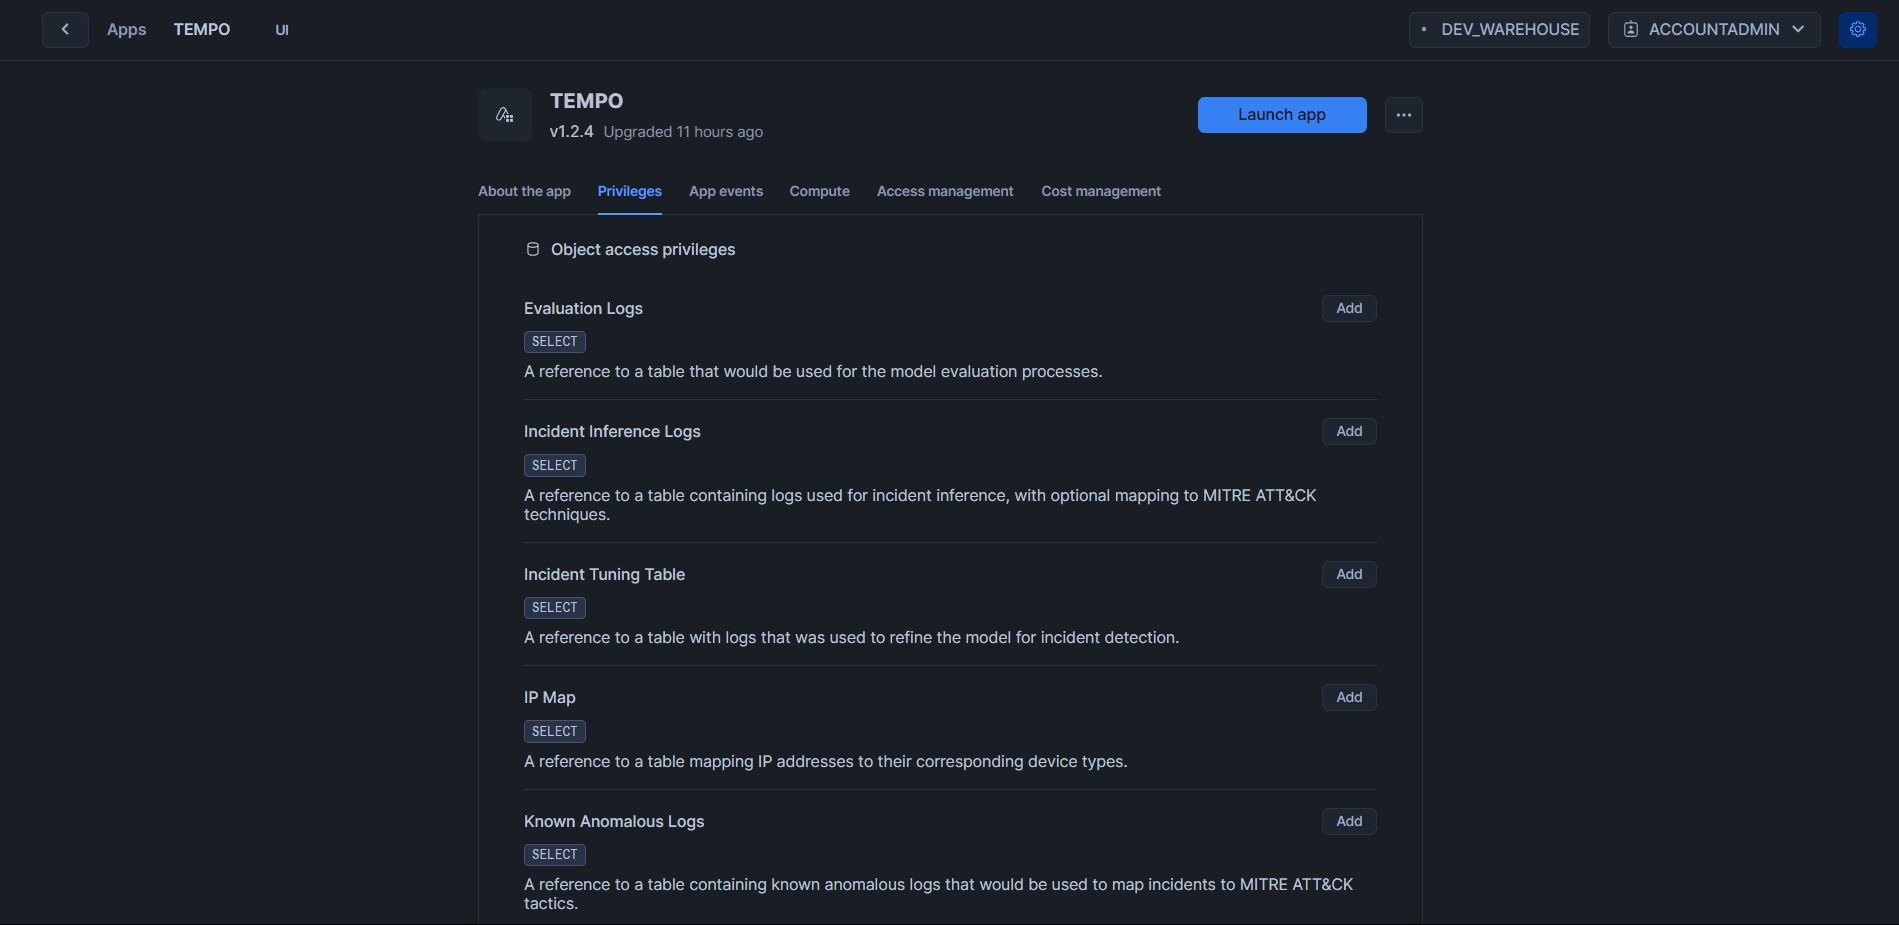 Apps TEMPO UI DEV_WAREHOUSE ACCOUNTADMIN
TEMPO
v1.2.4 Upgraded 11 hours ago
Launch app
About the app Privileges App events Compute Access management Cost management
Object access privileges
Evaluation Logs Add
SELECT
A reference to a table that would be used for the model evaluation processes.
Incident Inference Logs Add
SELECT
A reference to a table containing logs used for incident inference, with optional mapping to MITRE ATT&CK
techniques.
Incident Tuning Table Add
SELECT
A reference to a table with logs that was used to refine the model for incident detection.
IP Map Add
SELECT
A reference to a table mapping IP addresses to their corresponding device types.
Known Anomalous Logs Add
SELECT
A reference to a table containing known anomalous logs that would be used to map incidents to MITRE ATT&CK
tactics.